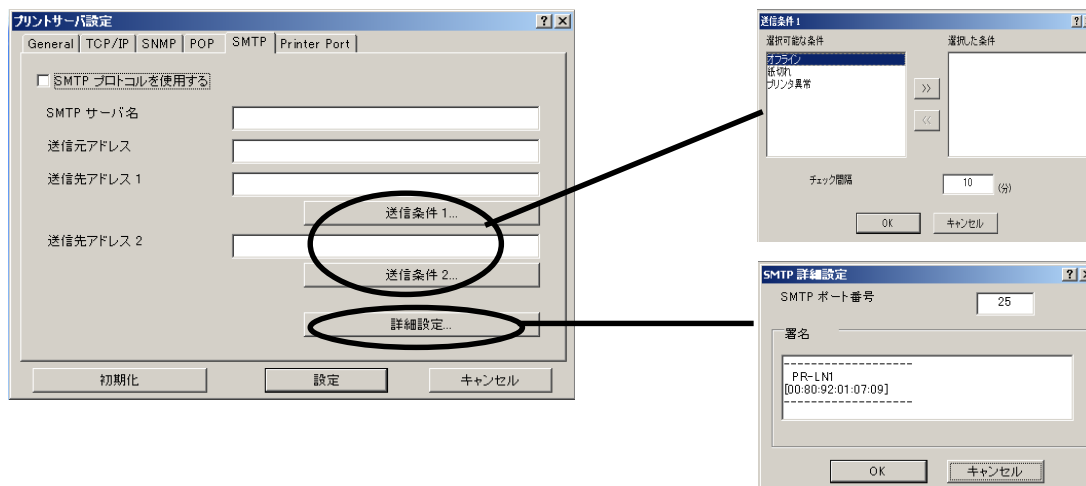 プリントサーバ設定
General TCP/IP SNMP POP SMTP Printer Port
SMTP プロトコルを使用する
SMTP サーバ名
送信元アドレス
送信先アドレス 1
送信条件 1...
送信先アドレス 2
送信条件 2...
詳細設定...
初期化 設定 キャンセル
送信条件 1
選択可能な条件 選択した条件
オフライン
紙切れ
プリンタ異常
>>
<<
チェック間隔 10 (分)
OK キャンセル
SMTP 詳細設定
SMTP ポート番号 25
署名
--------------------
PR-LN1
[00:80:92:01:07:09]
--------------------
OK キャンセル